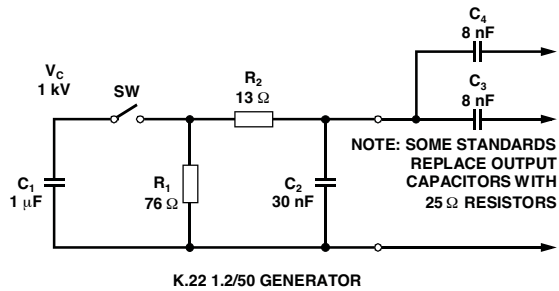 C4
8 nF
VC
1 kV
SW
R2
13 Ω
C3
8 nF
NOTE: SOME STANDARDS
REPLACE OUTPUT
CAPACITORS WITH
25 Ω RESISTORS
C1
1 μF
R1
76 Ω
C2
30 nF
K.22 1.2/50 GENERATOR